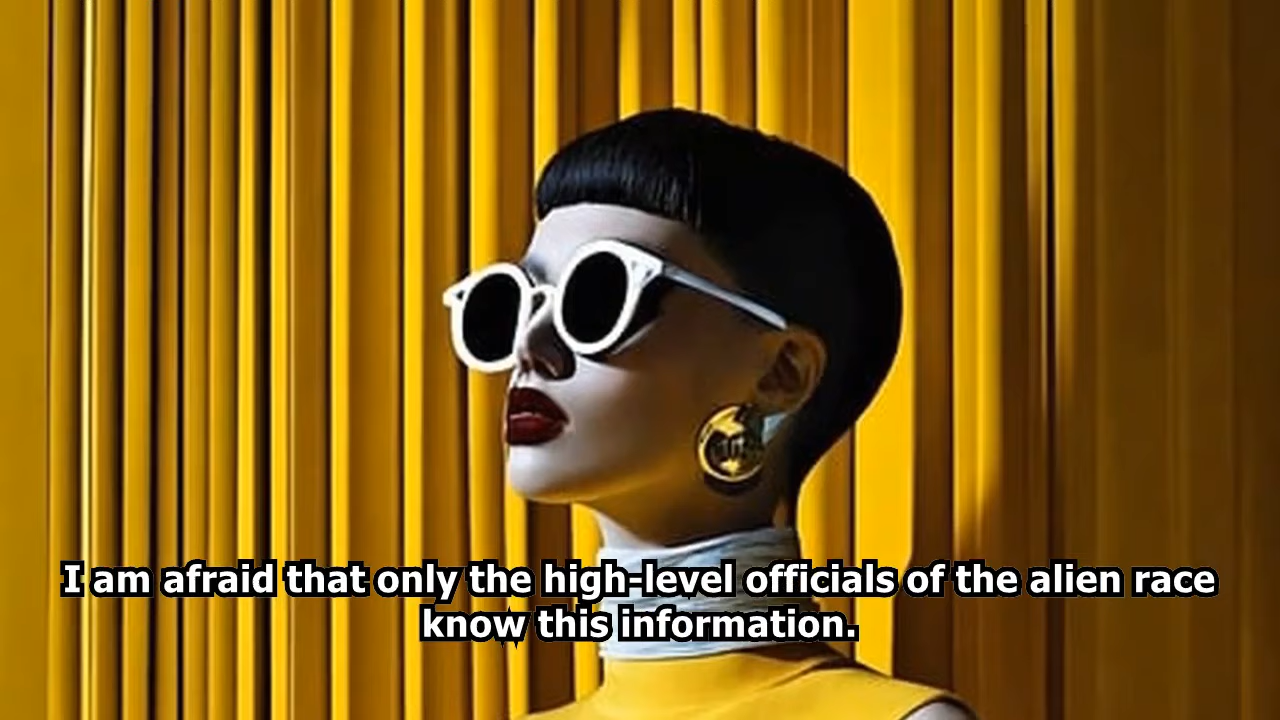 I am afraid that only the high-level officials of the alien race
know this information.